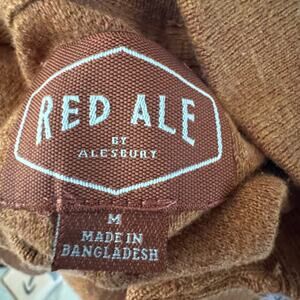 RED ALE
BY
ALESBURY
M
MADE IN
BANGLADESH